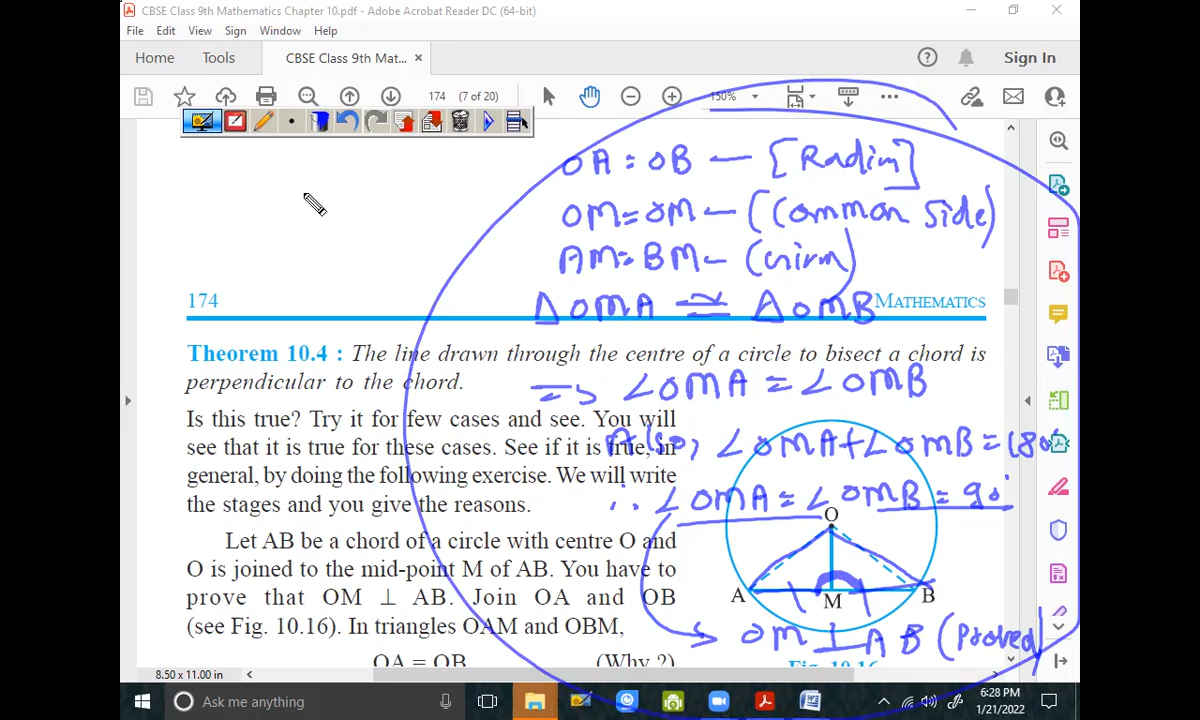 CBSE Class 9th Mathematics Chapter 10.pdf - Adobe Acrobat Reader DC (64-bit)
File Edit View Sign Window Help
Home Tools CBSE Class 9th Mat... × Sign In
174 (7 of 20) 150%
OA = OB — [Radius]
OM = OM — (Common side)
AM = BM — (Given)
△OMA ≅ △OMB
174 MATHEMATICS
Theorem 10.4 : The line drawn through the centre of a circle to bisect a chord is
perpendicular to the chord.
⇒ ∠OMA = ∠OMB
Is this true? Try it for few cases and see. You will
see that it is true for these cases. See if it is true, in
general, by doing the following exercise. We will write
the stages and you give the reasons.
Also, ∠OMA + ∠OMB = 180°
∴ ∠OMA = ∠OMB = 90°
O
Let AB be a chord of a circle with centre O and
O is joined to the mid-point M of AB. You have to
prove that OM ⊥ AB. Join OA and OB
(see Fig. 10.16). In triangles OAM and OBM,
A M B
OM ⊥ AB (Proved)
OA = OB (Why ?)
Fig. 10.16
8.50 x 11.00 in
Ask me anything
6:28 PM
1/21/2022